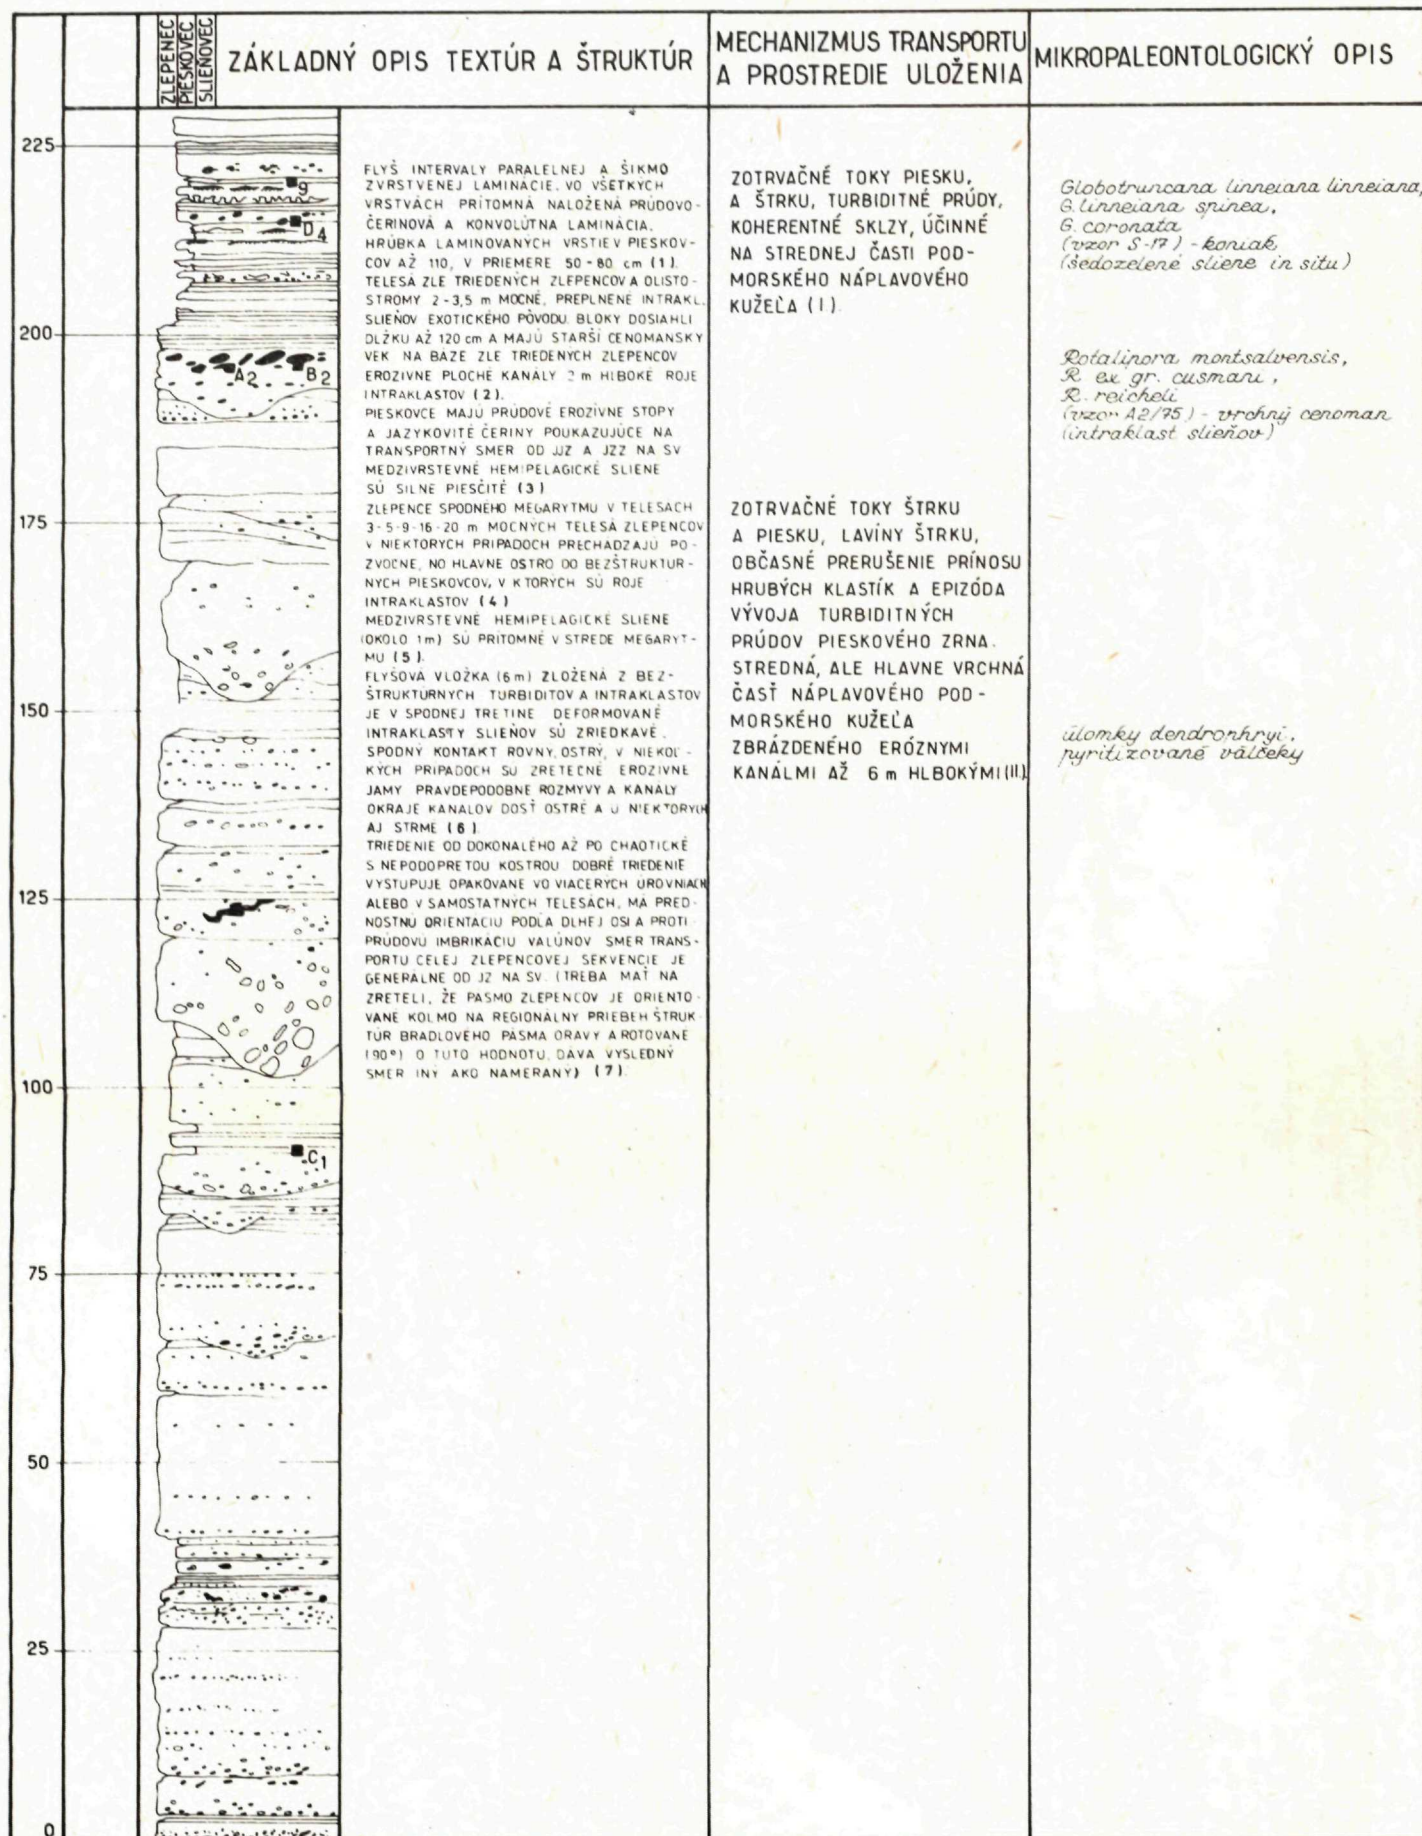 ZLEPENEC
PIESKOVEC
SLIEŇOVEC
ZÁKLADNÝ OPIS TEXTÚR A ŠTRUKTÚR
MECHANIZMUS TRANSPORTU
A PROSTREDIE ULOŽENIA
MIKROPALEONTOLOGICKÝ OPIS
225
200
175
150
125
100
75
50
25
0
9
D4
A2
B2
C1
FLYŠ INTERVALY PARALELNEJ A ŠIKMO
ZVRSTVENEJ LAMINÁCIE. VO VŠETKÝCH
VRSTVÁCH PRÍTOMNÁ NALOŽENÁ PRÚDOVO-
ČERINOVÁ A KONVOLÚTNA LAMINÁCIA.
HRÚBKA LAMINOVANÝCH VRSTIEV PIESKOV-
COV AŽ 110, V PRIEMERE 50-80 cm (1).
TELESÁ ZLE TRIEDENÝCH ZLEPENCOV A OLISTO-
STRÓMY 2-3,5 m MOCNÉ, PREPLNENÉ INTRAKL.
SLIEŇOV EXOTICKÉHO PÔVODU. BLOKY DOSIAHLI
DĹŽKU AŽ 120 cm A MAJÚ STARŠÍ CENOMANSKÝ
VEK NA BÁZE ZLE TRIEDENÝCH ZLEPENCOV
EROZÍVNE PLOCHÉ KANÁLY 2 m HLBOKÉ ROJE
INTRAKLASTOV (2).
PIESKOVCE MAJÚ PRÚDOVÉ EROZÍVNE STOPY
A JAZYKOVITÉ ČERINY POUKAZUJÚCE NA
TRANSPORTNÝ SMER OD JJZ A JZZ NA SV
MEDZIVRSTEVNÉ HEMIPELAGICKÉ SLIENE
SÚ SILNE PIESČITÉ (3)
ZLEPENCE SPODNÉHO MEGARYTMU V TELESÁCH
3-5-9-16-20 m MOCNÝCH TELESÁ ZLEPENCOV
V NIEKTORÝCH PRÍPADOCH PRECHÁDZAJÚ PO-
ZVOĽNE, NO HLAVNE OSTRO DO BEZŠTRUKTÚR-
NYCH PIESKOVCOV, V KTORÝCH SÚ ROJE
INTRAKLASTOV (4)
MEDZIVRSTEVNÉ HEMIPELAGICKÉ SLIENE
(OKOLO 1m) SÚ PRÍTOMNÉ V STREDE MEGARYT-
MU (5).
FLYŠOVÁ VLOŽKA (6m) ZLOŽENÁ Z BEZ-
ŠTRUKTÚRNYCH TURBIDITOV A INTRAKLASTOV
JE V SPODNEJ TRETINE DEFORMOVANÉ
INTRAKLASTY SLIEŇOV SÚ ZRIEDKAVÉ.
SPODNÝ KONTAKT ROVNÝ, OSTRÝ, V NIEKOĽ-
KÝCH PRÍPADOCH SÚ ZRETEĽNÉ EROZÍVNE
JAMY PRAVDEPODOBNE ROZMYVY A KANÁLY
OKRAJE KANÁLOV DOSŤ OSTRÉ A U NIEKTORÝCH
AJ STRMÉ (6)
TRIEDENIE OD DOKONALÉHO AŽ PO CHAOTICKÉ
S NEPODOPRETOU KOSTROU DOBRÉ TRIEDENIE
VYSTUPUJE OPAKOVANE VO VIACERÝCH ÚROVNIACH
ALEBO V SAMOSTATNÝCH TELESÁCH, MÁ PRED-
NOSTNÚ ORIENTÁCIU PODĽA DLHEJ OSI A PROTI
PRÚDOVÚ IMBRIKÁCIU VALÚNOV SMER TRANS-
PORTU CELEJ ZLEPENCOVEJ SEKVENCIE JE
GENERÁLNE OD JZ NA SV. (TREBA MAŤ NA
ZRETELI, ŽE PÁSMO ZLEPENCOV JE ORIENTO-
VANÉ KOLMO NA REGIONÁLNY PRIEBEH ŠTRUK-
TÚR BRADLOVÉHO PÁSMA ORAVY A ROTOVANÉ
(90°) O TÚTO HODNOTU, DÁVA VÝSLEDNÝ
SMER INÝ AKO NAMERANÝ) (7).
ZOTRVAČNÉ TOKY PIESKU,
A ŠTRKU, TURBIDITNÉ PRÚDY,
KOHERENTNÉ SKLZY, ÚČINNÉ
NA STREDNEJ ČASTI POD-
MORSKÉHO NÁPLAVOVÉHO
KUŽEĽA (I).
ZOTRVAČNÉ TOKY ŠTRKU
A PIESKU, LAVÍNY ŠTRKU,
OBČASNÉ PRERUŠENIE PRÍNOSU
HRUBÝCH KLASTÍK A EPIZÓDA
VÝVOJA TURBIDITNÝCH
PRÚDOV PIESKOVÉHO ZRNA.
STREDNÁ, ALE HLAVNE VRCHNÁ
ČASŤ NÁPLAVOVÉHO POD-
MORSKÉHO KUŽEĽA
ZBRÁZDENÉHO ERÓZNYMI
KANÁLMI AŽ 6 m HLBOKÝMI (II.)
Globotruncana linneiana linneiana,
G. linneiana spinea,
G. coronata
(vzor S-17) - koniak
(šedozelené sliene in situ)
Rotalipora montsalvensis,
R ex gr. cusmani,
R. reicheli
(vzor A2/75) - vrchný cenoman
(intraklast slieňov)
úlomky dendrophryi,
pyritizované válčeky